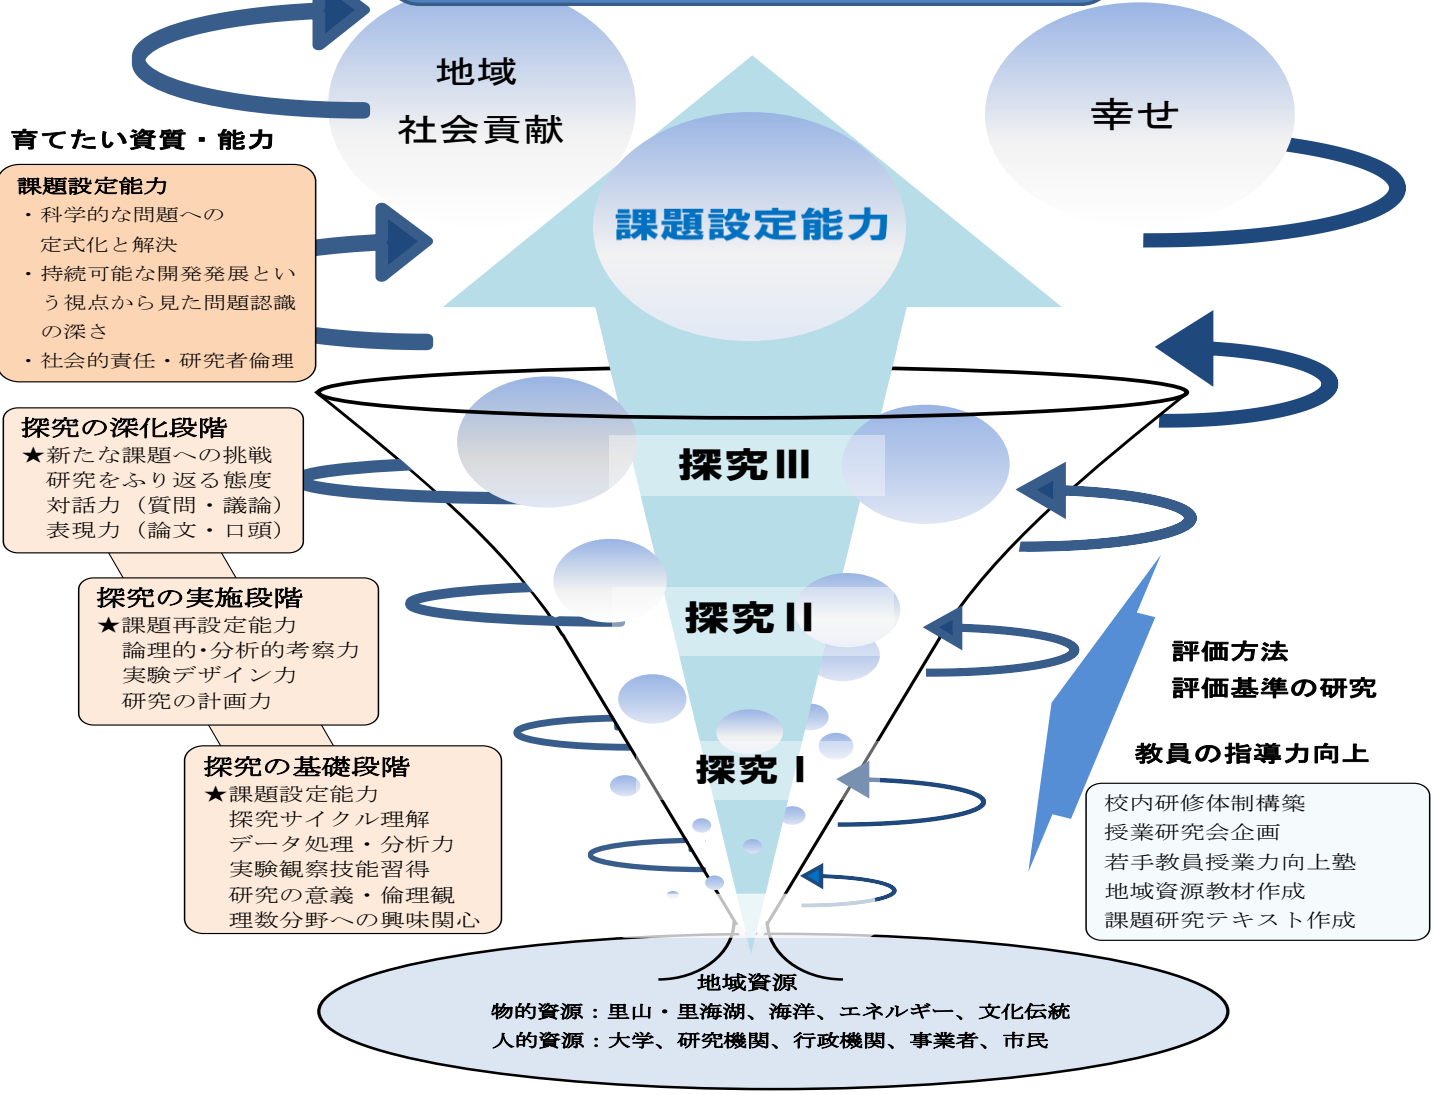 地域
社会貢献
幸せ
育てたい資質・能力
課題設定能力
・科学的な問題への
定式化と解決
・持続可能な開発発展とい
う視点から見た問題認識
の深さ
・社会的責任・研究者倫理
課題設定能力
探究の深化段階
★新たな課題への挑戦
研究をふり返る態度
対話力（質問・議論）
表現力（論文・口頭）
探究Ⅲ
探究の実施段階
★課題再設定能力
論理的・分析的考察力
実験デザイン力
研究の計画力
探究Ⅱ
評価方法
評価基準の研究
探究の基礎段階
★課題設定能力
探究サイクル理解
データ処理・分析力
実験観察技能習得
研究の意義・倫理観
理数分野への興味関心
探究Ⅰ
教員の指導力向上
校内研修体制構築
授業研究会企画
若手教員授業力向上塾
地域資源教材作成
課題研究テキスト作成
地域資源
物的資源：里山・里海湖、海洋、エネルギー、文化伝統
人的資源：大学、研究機関、行政機関、事業者、市民